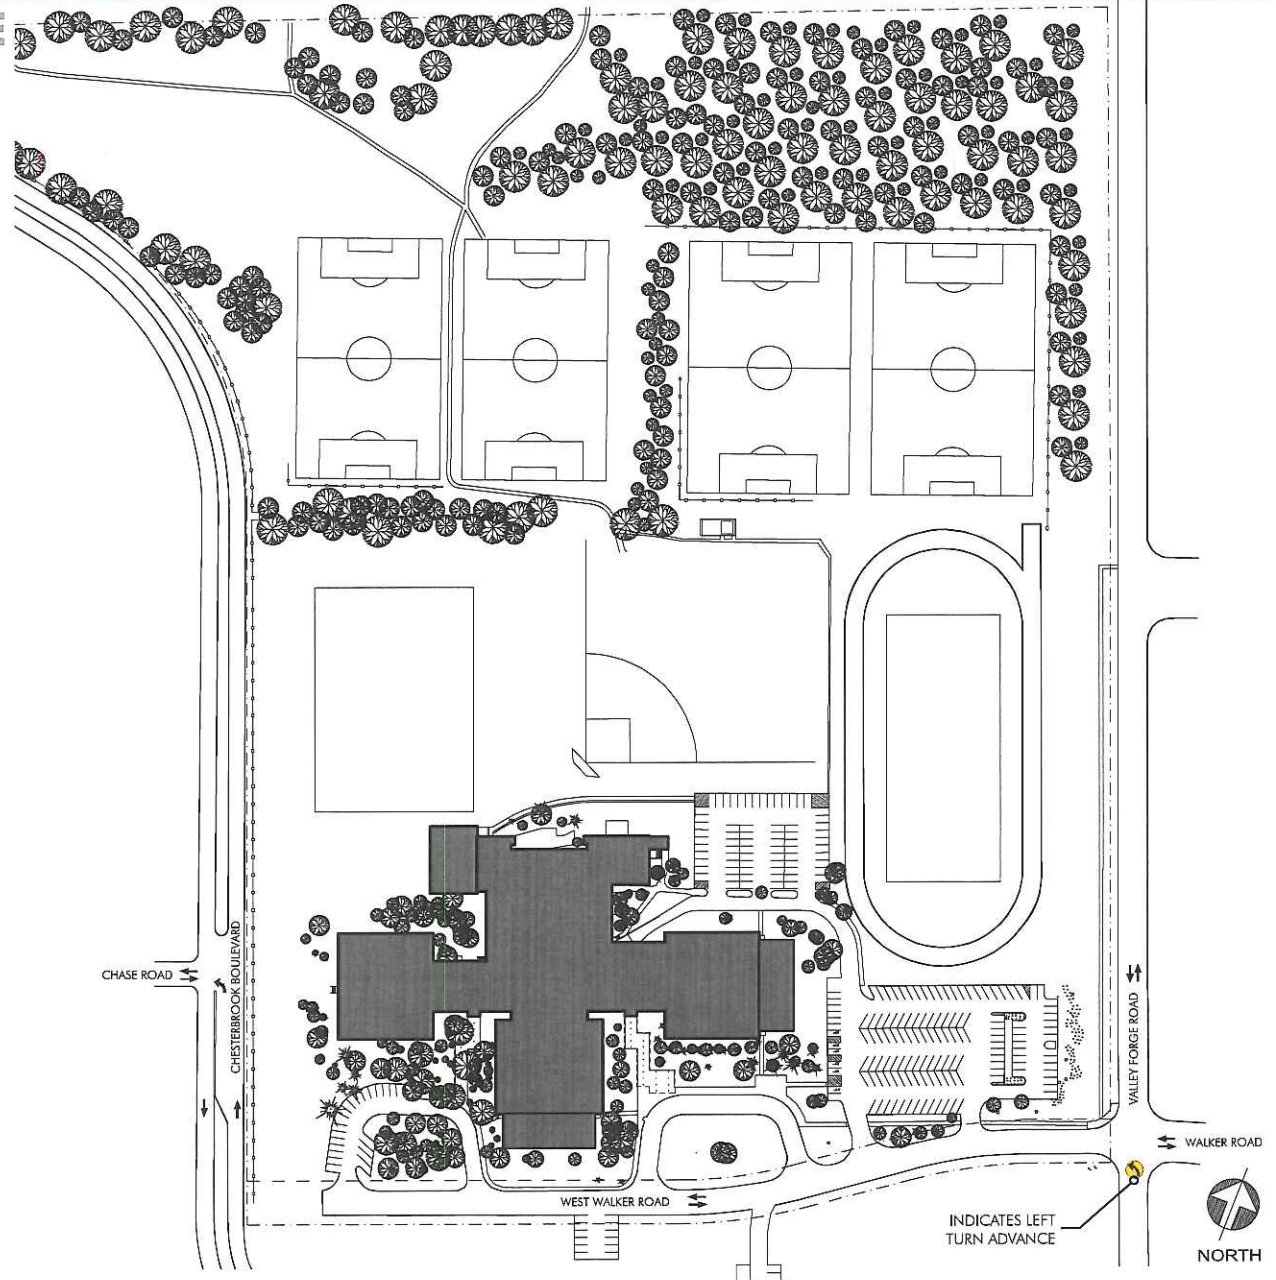 CHASE ROAD
CHESTERBROOK BOULEVARD
VALLEY FORGE ROAD
WALKER ROAD
WEST WALKER ROAD
INDICATES LEFT
TURN ADVANCE
NORTH